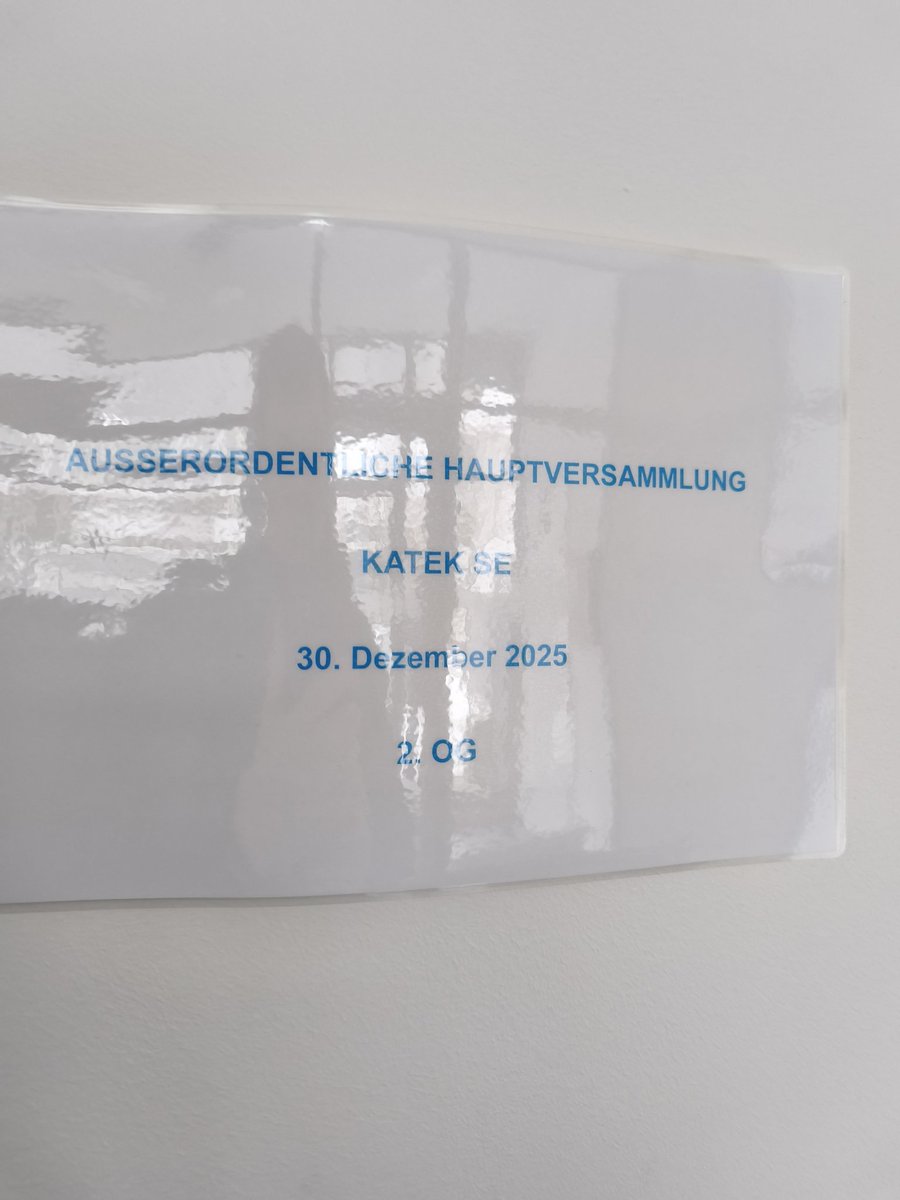 AUSSERORDENTLICHE HAUPTVERSAMMLUNG
KATEK SE
30. Dezember 2025
2. OG